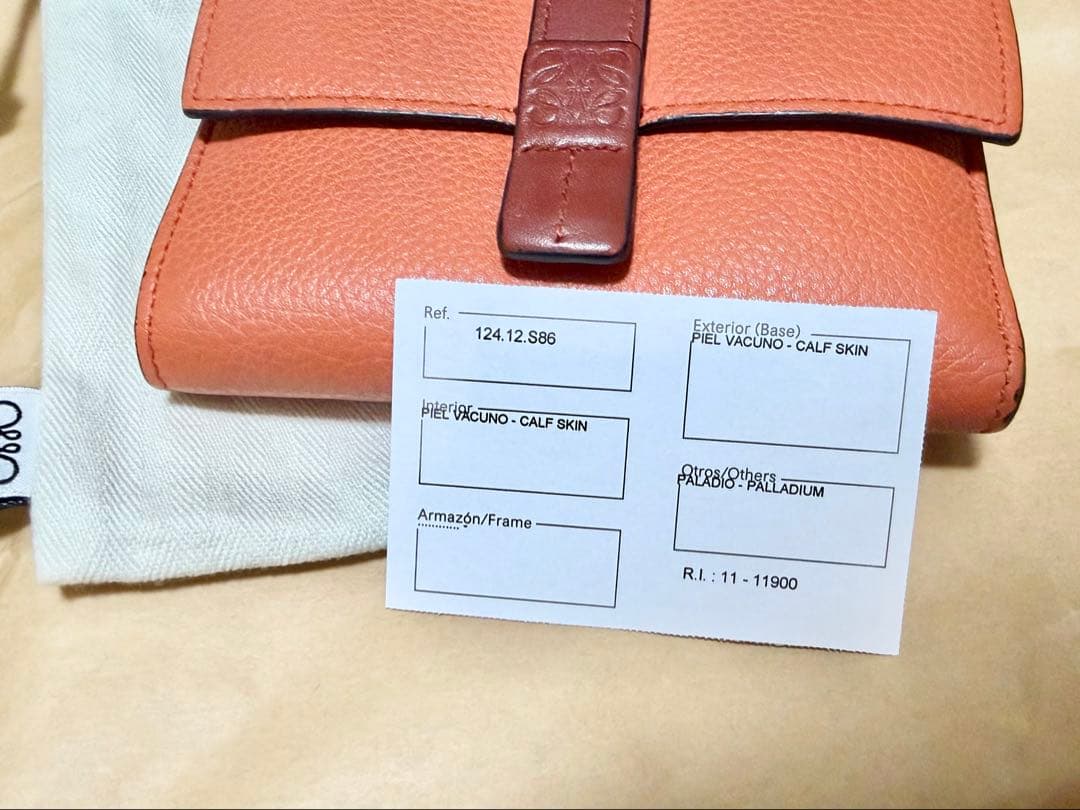 Ref.
124.12.S86
Interior
PIEL VACUNO - CALF SKIN
Armazón/Frame
Exterior (Base)
PIEL VACUNO - CALF SKIN
Otros/Others
PALADIO - PALLADIUM
R.I. : 11 - 11900